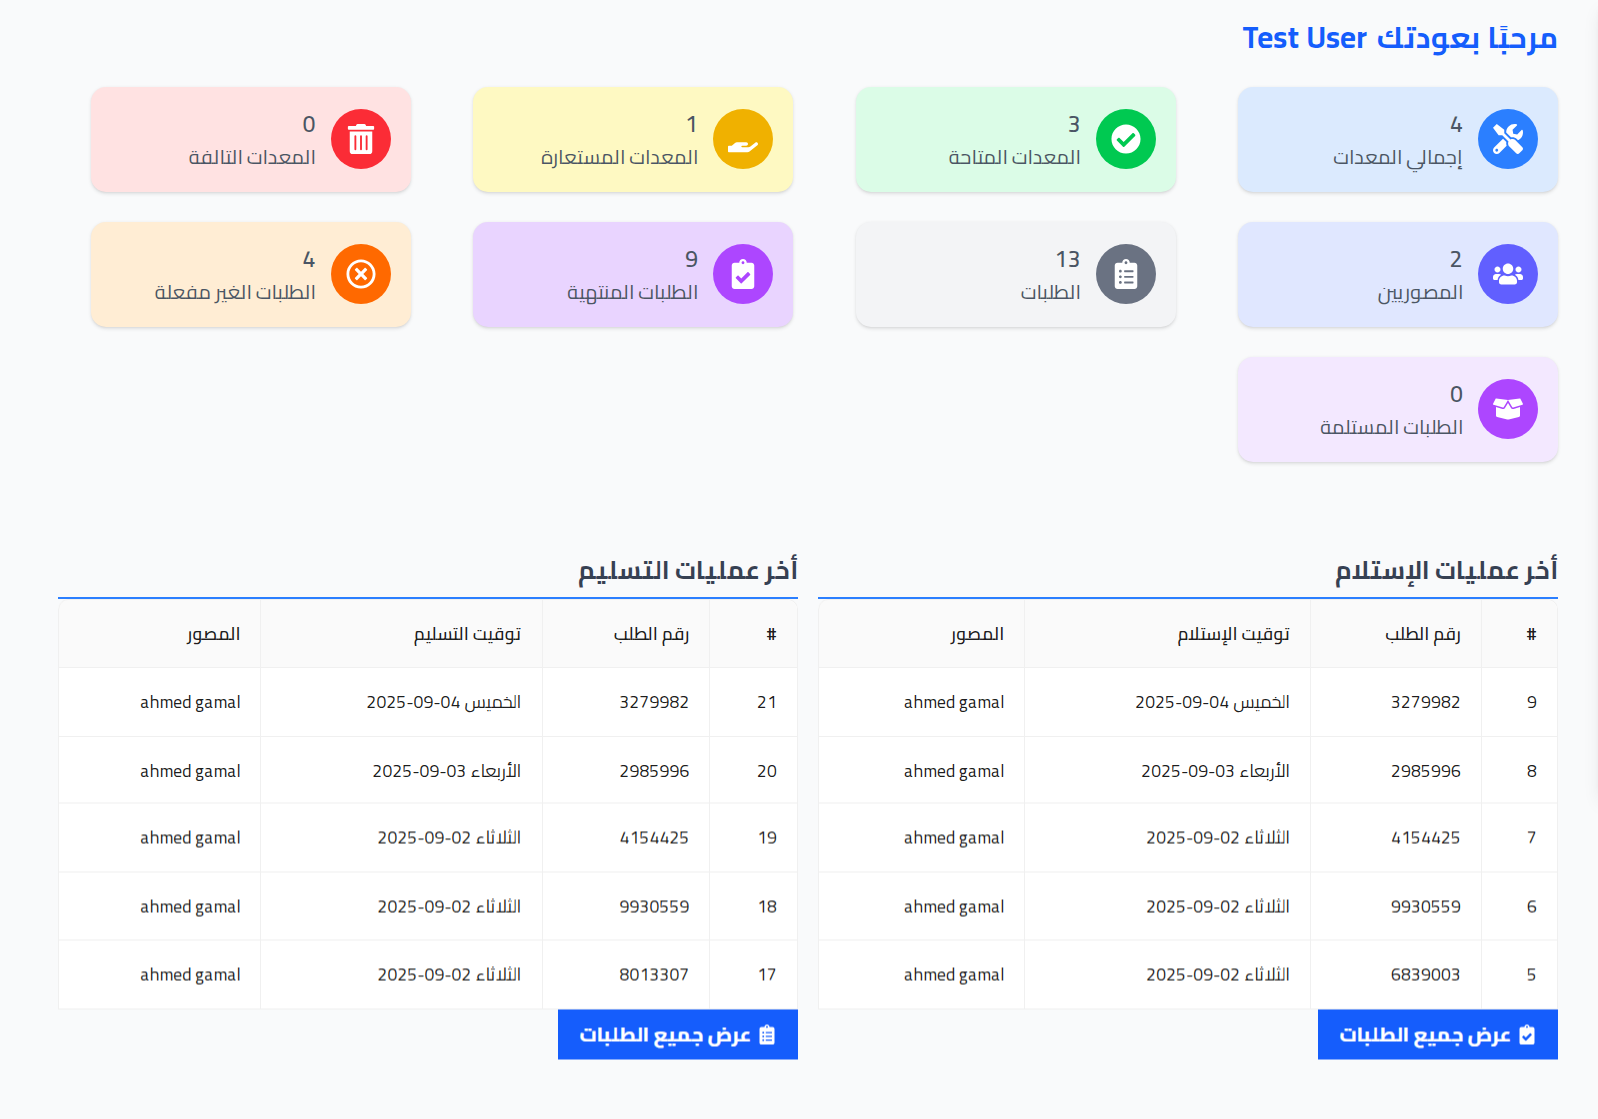 مرحبًا بعودتك Test User
4
إجمالي المعدات
3
المعدات المتاحة
1
المعدات المستعارة
0
المعدات التالفة
2
المصوريين
13
الطلبات
9
الطلبات المنتهية
4
الطلبات الغير مفعلة
0
الطلبات المستلمة
أخر عمليات الإستلام
# رقم الطلب توقيت الإستلام المصور
9 3279982 الخميس 04-09-2025 ahmed gamal
8 2985996 الأربعاء 03-09-2025 ahmed gamal
7 4154425 الثلاثاء 02-09-2025 ahmed gamal
6 9930559 الثلاثاء 02-09-2025 ahmed gamal
5 6839003 الثلاثاء 02-09-2025 ahmed gamal
عرض جميع الطلبات
أخر عمليات التسليم
# رقم الطلب توقيت التسليم المصور
21 3279982 الخميس 04-09-2025 ahmed gamal
20 2985996 الأربعاء 03-09-2025 ahmed gamal
19 4154425 الثلاثاء 02-09-2025 ahmed gamal
18 9930559 الثلاثاء 02-09-2025 ahmed gamal
17 8013307 الثلاثاء 02-09-2025 ahmed gamal
عرض جميع الطلبات